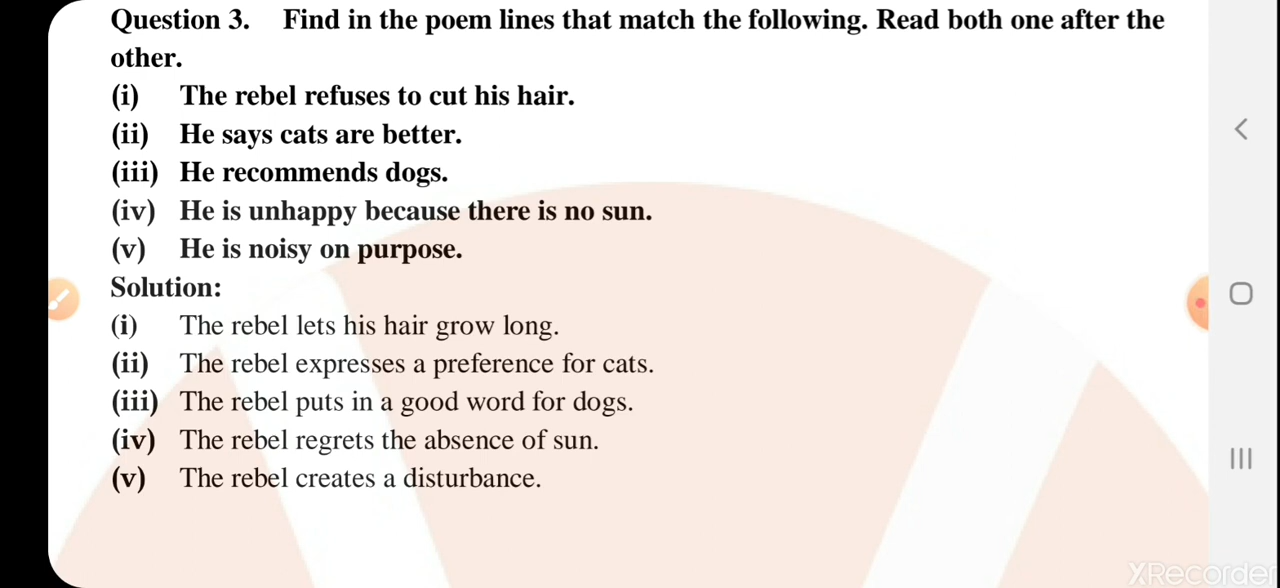 Question 3. Find in the poem lines that match the following. Read both one after the
other.
(i) The rebel refuses to cut his hair.
(ii) He says cats are better.
(iii) He recommends dogs.
(iv) He is unhappy because there is no sun.
(v) He is noisy on purpose.
Solution:
(i) The rebel lets his hair grow long.
(ii) The rebel expresses a preference for cats.
(iii) The rebel puts in a good word for dogs.
(iv) The rebel regrets the absence of sun.
(v) The rebel creates a disturbance.
XRecorder